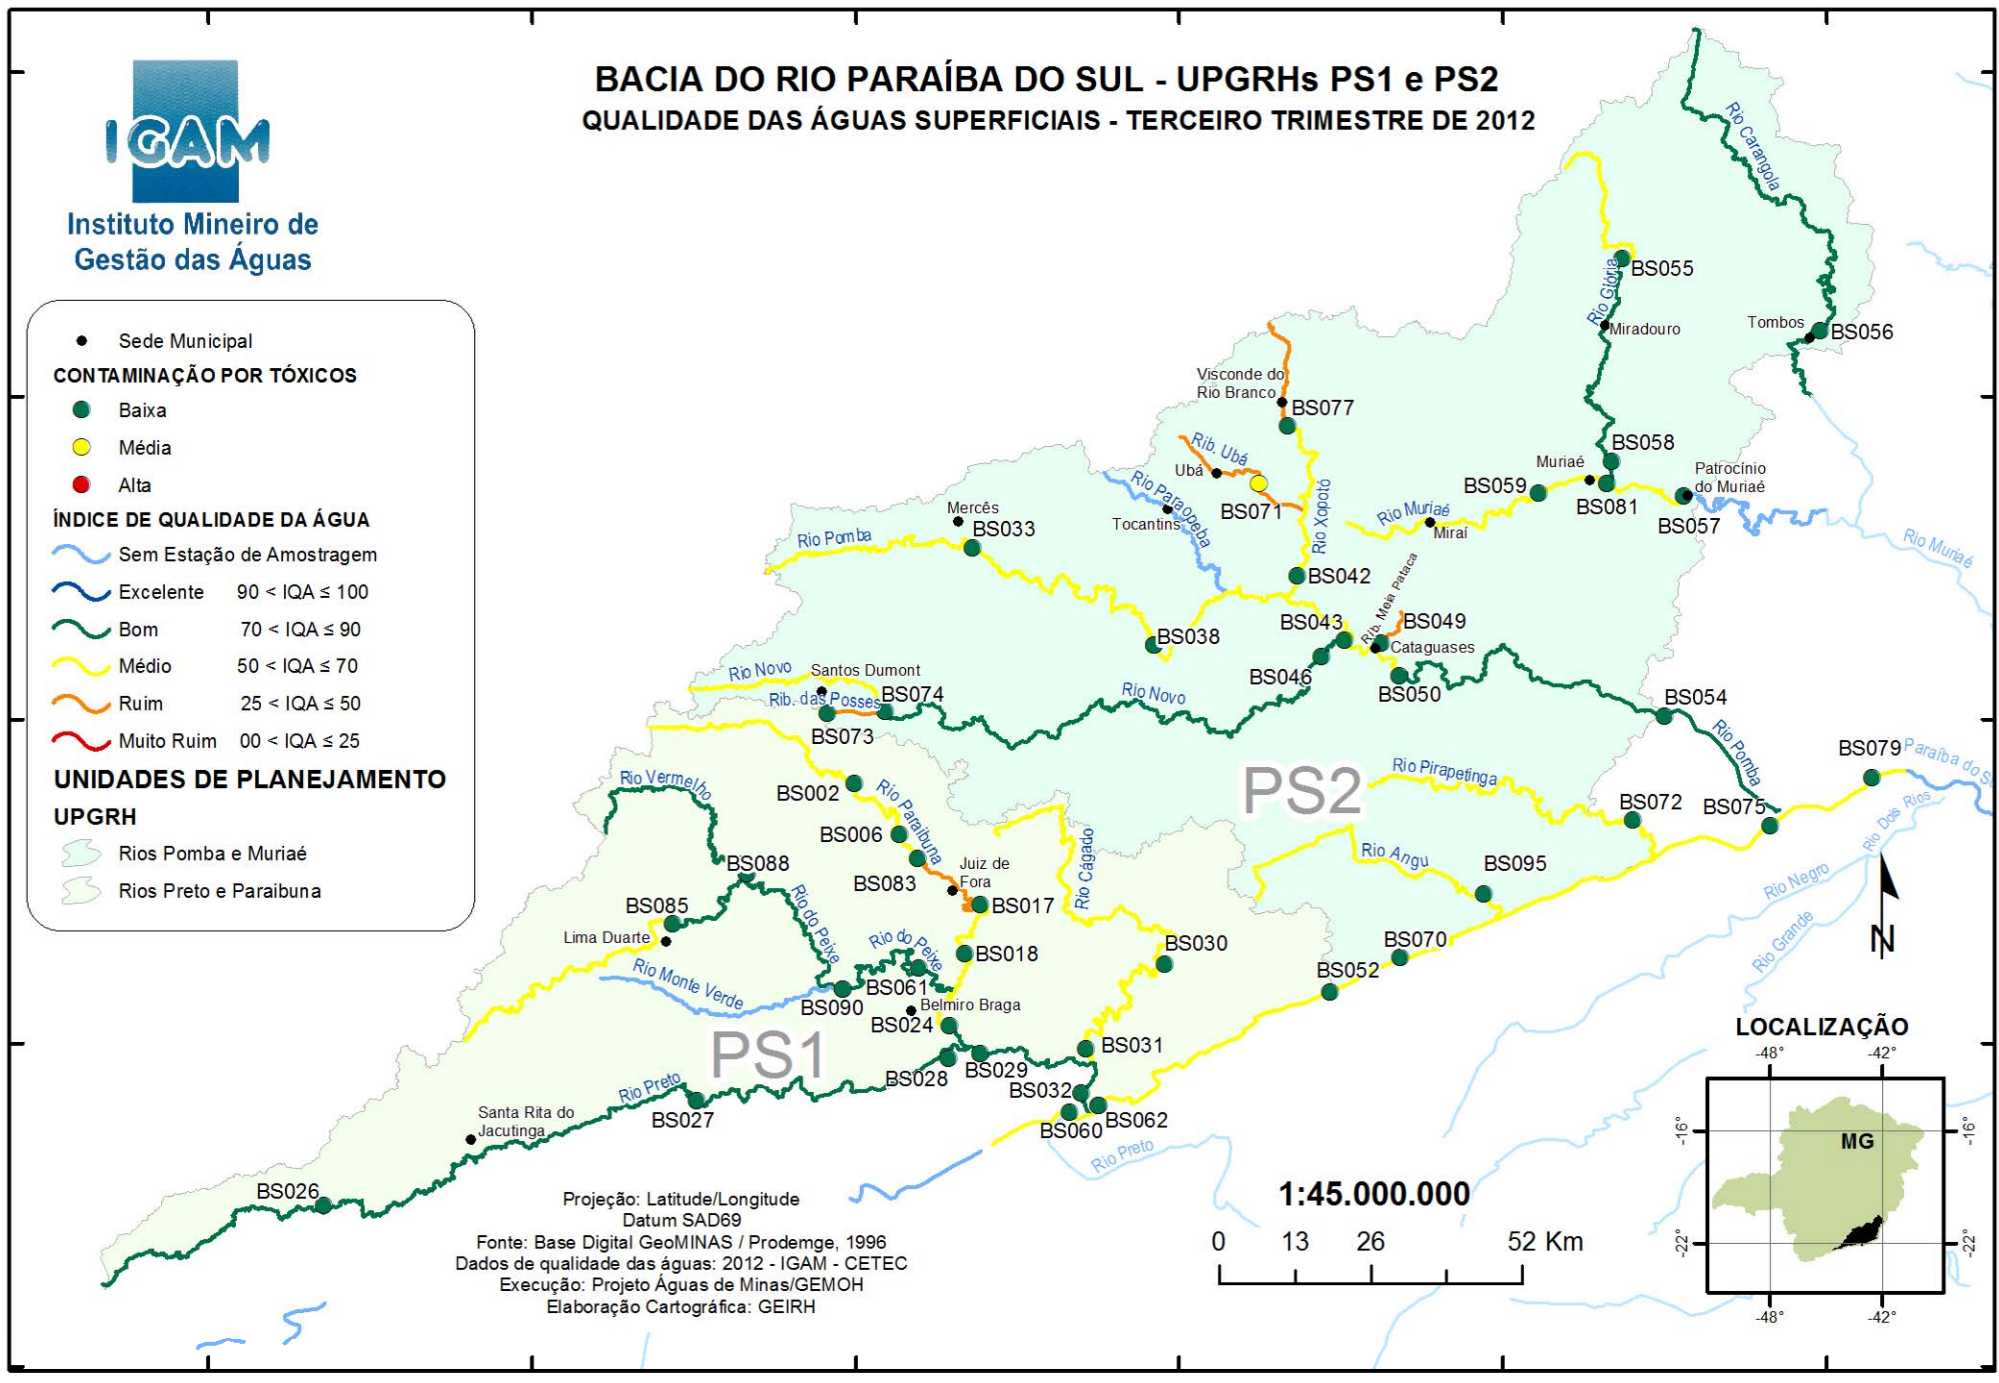 BACIA DO RIO PARAÍBA DO SUL - UPGRHs PS1 e PS2
QUALIDADE DAS ÁGUAS SUPERFICIAIS - TERCEIRO TRIMESTRE DE 2012
IGAM
Instituto Mineiro de
Gestão das Águas
Sede Municipal
CONTAMINAÇÃO POR TÓXICOS
Baixa
Média
Alta
ÍNDICE DE QUALIDADE DA ÁGUA
Sem Estação de Amostragem
Excelente 90 < IQA ≤ 100
Bom 70 < IQA ≤ 90
Médio 50 < IQA ≤ 70
Ruim 25 < IQA ≤ 50
Muito Ruim 00 < IQA ≤ 25
UNIDADES DE PLANEJAMENTO
UPGRH
Rios Pomba e Muriaé
Rios Preto e Paraibuna
Rio Carangola
BS055
Rio Glória
Miradouro
Tombos
BS056
Visconde do
Rio Branco
BS077
Rib. Ubá
Ubá
BS071
Rio Xopotó
Rio Paraopeba
Tocantins
BS058
Muriaé
Patrocínio
do Muriaé
BS059
BS081
BS057
Rio Muriaé
Miraí
Rio Muriaé
Mercês
BS033
Rio Pomba
BS042
Rib. Meia Pataca
BS043
BS049
BS038
Cataguases
BS046
BS050
Rio Novo
Santos Dumont
Rib. das Posses
BS074
BS073
Rio Novo
BS054
Rio Pomba
BS079
Paraíba do S
PS2
Rio Pirapetinga
BS072
BS075
Rio Dois Rios
Rio Vermelho
BS002
Rio Paraibuna
BS006
BS083
Juiz de
Fora
Rio Cágado
Rio Angu
BS095
BS088
Rio do Peixe
BS085
Lima Duarte
BS017
BS018
Rio do Peixe
BS061
BS030
BS070
BS052
Rio Negro
Rio Grande
N
Rio Monte Verde
BS090
Belmiro Braga
BS024
PS1
BS031
BS029
BS028
BS032
BS062
BS060
Rio Preto
BS027
Santa Rita do
Jacutinga
BS026
Rio Preto
LOCALIZAÇÃO
-48° -42°
-16° -16°
MG
-22° -22°
-48° -42°
1:45.000.000
0 13 26 52 Km
Projeção: Latitude/Longitude
Datum SAD69
Fonte: Base Digital GeoMINAS / Prodemge, 1996
Dados de qualidade das águas: 2012 - IGAM - CETEC
Execução: Projeto Águas de Minas/GEMOH
Elaboração Cartográfica: GEIRH